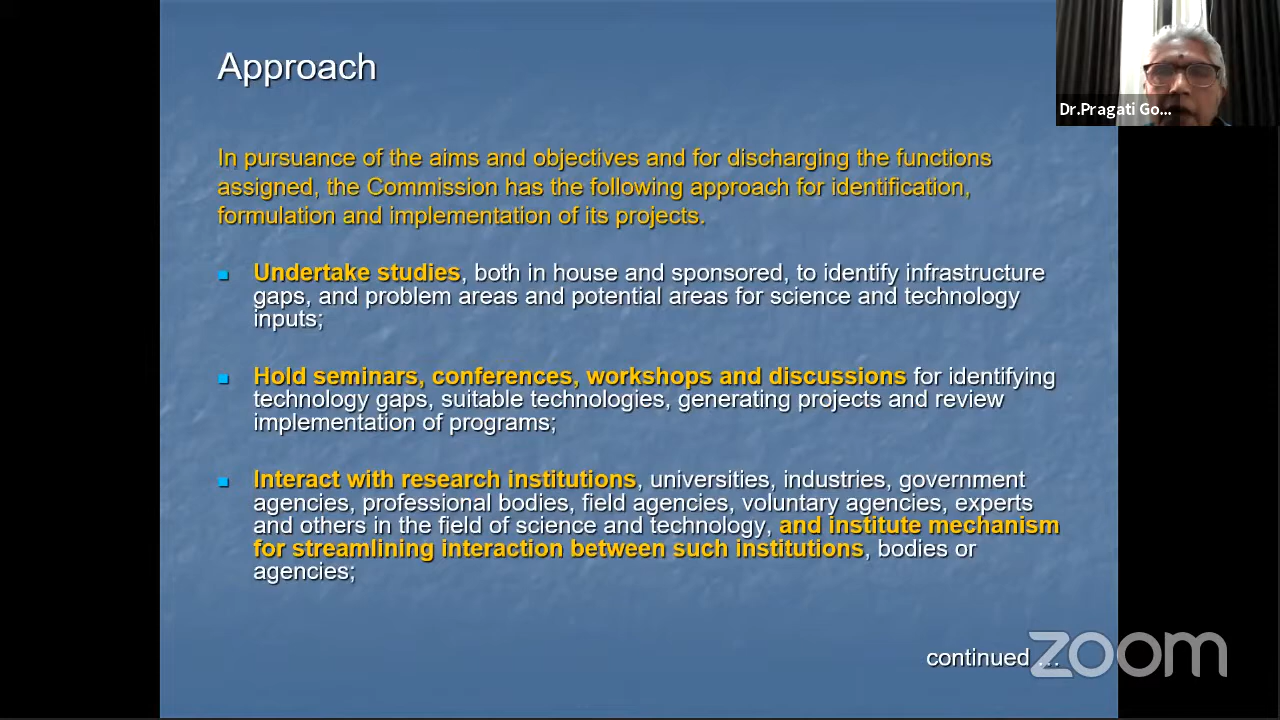 Approach
Dr.Pragati Go...
In pursuance of the aims and objectives and for discharging the functions
assigned, the Commission has the following approach for identification,
formulation and implementation of its projects.
Undertake studies, both in house and sponsored, to identify infrastructure
gaps, and problem areas and potential areas for science and technology
inputs;
Hold seminars, conferences, workshops and discussions for identifying
technology gaps, suitable technologies, generating projects and review
implementation of programs;
Interact with research institutions, universities, industries, government
agencies, professional bodies, field agencies, voluntary agencies, experts
and others in the field of science and technology, and institute mechanism
for streamlining interaction between such institutions, bodies or
agencies;
continued ...
zoom